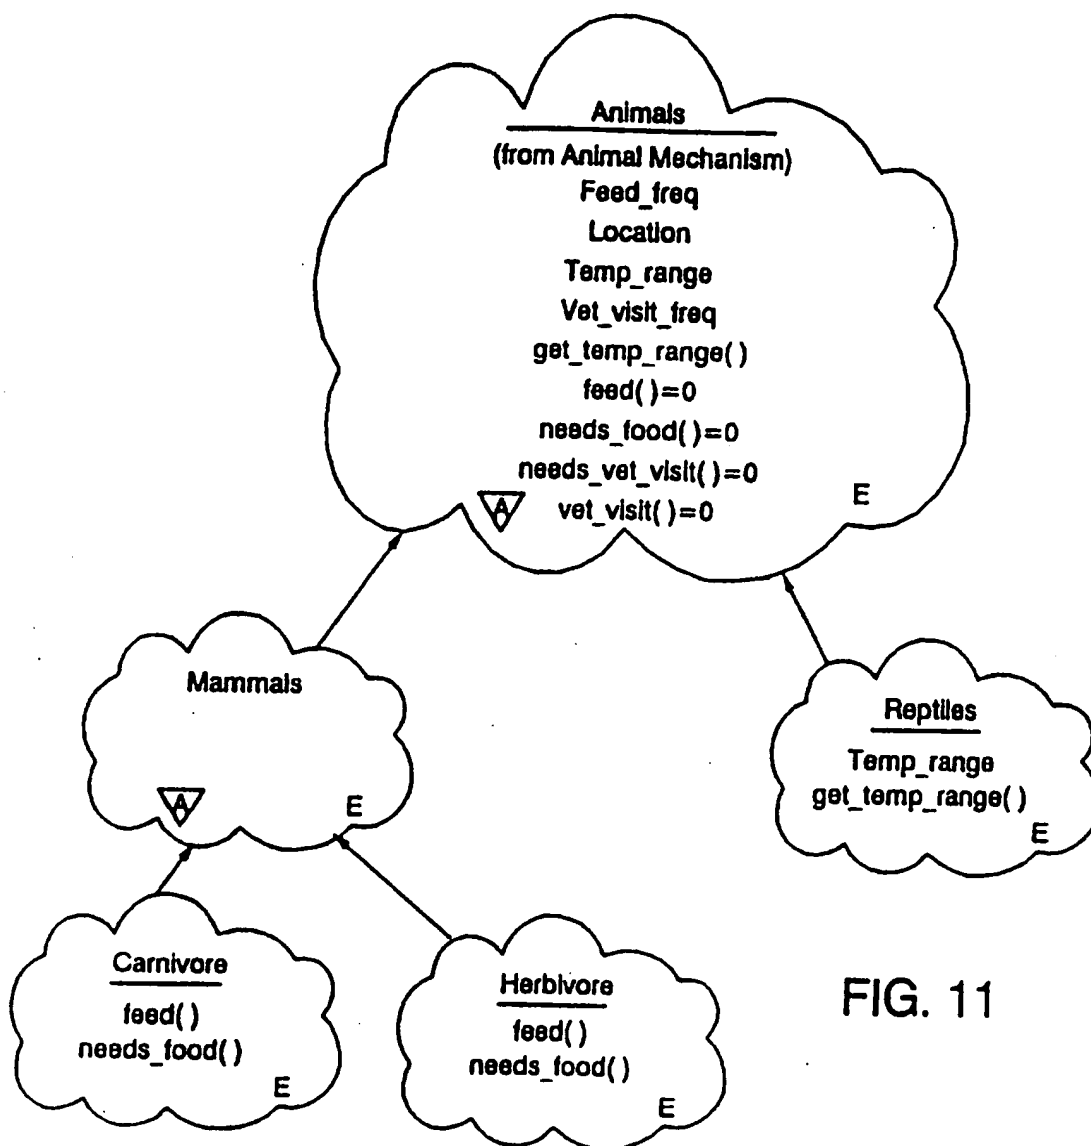 Animals
(from Animal Mechanism)
Feed_freq
Location
Temp_range
Vet_visit_freq
get_temp_range( )
feed( )=0
needs_food( )=0
needs_vet_visit( )=0
vet_visit( )=0
A
E
Mammals
A
E
Reptiles
Temp_range
get_temp_range( )
E
Carnivore
feed( )
needs_food( )
E
Herbivore
feed( )
needs_food( )
E
FIG. 11